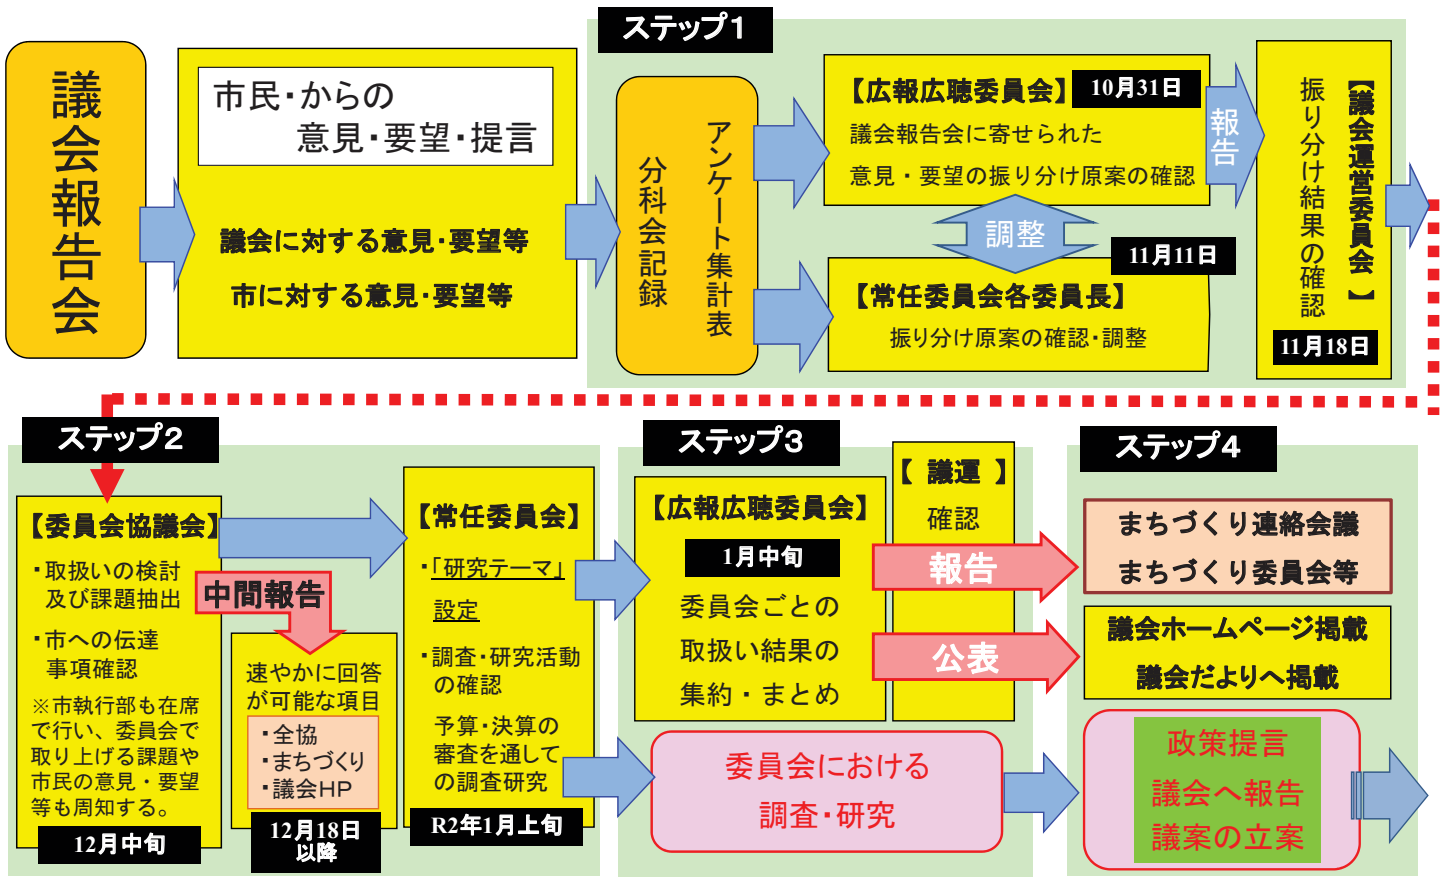 議会報告会
市民・からの
意見・要望・提言
議会に対する意見・要望等
市に対する意見・要望等
ステップ1
分科会記録
アンケート集計表
【広報広聴委員会】
10月31日
議会報告会に寄せられた
意見・要望の振り分け原案の確認
調整
11月11日
【常任委員会各委員長】
振り分け原案の確認・調整
報告
【議会運営委員会】
振り分け結果の確認
11月18日
ステップ2
【委員会協議会】
・取扱いの検討
及び課題抽出
・市への伝達
事項確認
※市執行部も在席
で行い、委員会で
取り上げる課題や
市民の意見・要望
等も周知する。
12月中旬
中間報告
速やかに回答
が可能な項目
・全協
・まちづくり
・議会HP
12月18日
以降
【常任委員会】
・「研究テーマ」
設定
・調査・研究活動
の確認
予算・決算の
審査を通して
の調査研究
R2年1月上旬
ステップ3
【広報広聴委員会】
1月中旬
委員会ごとの
取扱い結果の
集約・まとめ
【議運】
確認
報告
公表
委員会における
調査・研究
ステップ4
まちづくり連絡会議
まちづくり委員会等
議会ホームページ掲載
議会だよりへ掲載
政策提言
議会へ報告
議案の立案